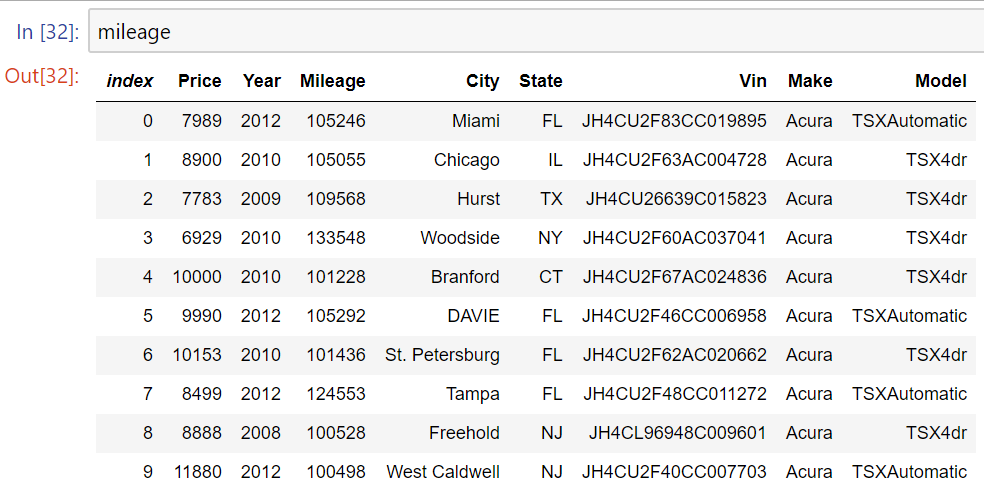 In [32]: mileage
Out[32]:
index Price Year Mileage City State Vin Make Model
0 7989 2012 105246 Miami FL JH4CU2F83CC019895 Acura TSXAutomatic
1 8900 2010 105055 Chicago IL JH4CU2F63AC004728 Acura TSX4dr
2 7783 2009 109568 Hurst TX JH4CU26639C015823 Acura TSX4dr
3 6929 2010 133548 Woodside NY JH4CU2F60AC037041 Acura TSX4dr
4 10000 2010 101228 Branford CT JH4CU2F67AC024836 Acura TSX4dr
5 9990 2012 105292 DAVIE FL JH4CU2F46CC006958 Acura TSXAutomatic
6 10153 2010 101436 St. Petersburg FL JH4CU2F62AC020662 Acura TSX4dr
7 8499 2012 124553 Tampa FL JH4CU2F48CC011272 Acura TSXAutomatic
8 8888 2008 100528 Freehold NJ JH4CL96948C009601 Acura TSX4dr
9 11880 2012 100498 West Caldwell NJ JH4CU2F40CC007703 Acura TSXAutomatic